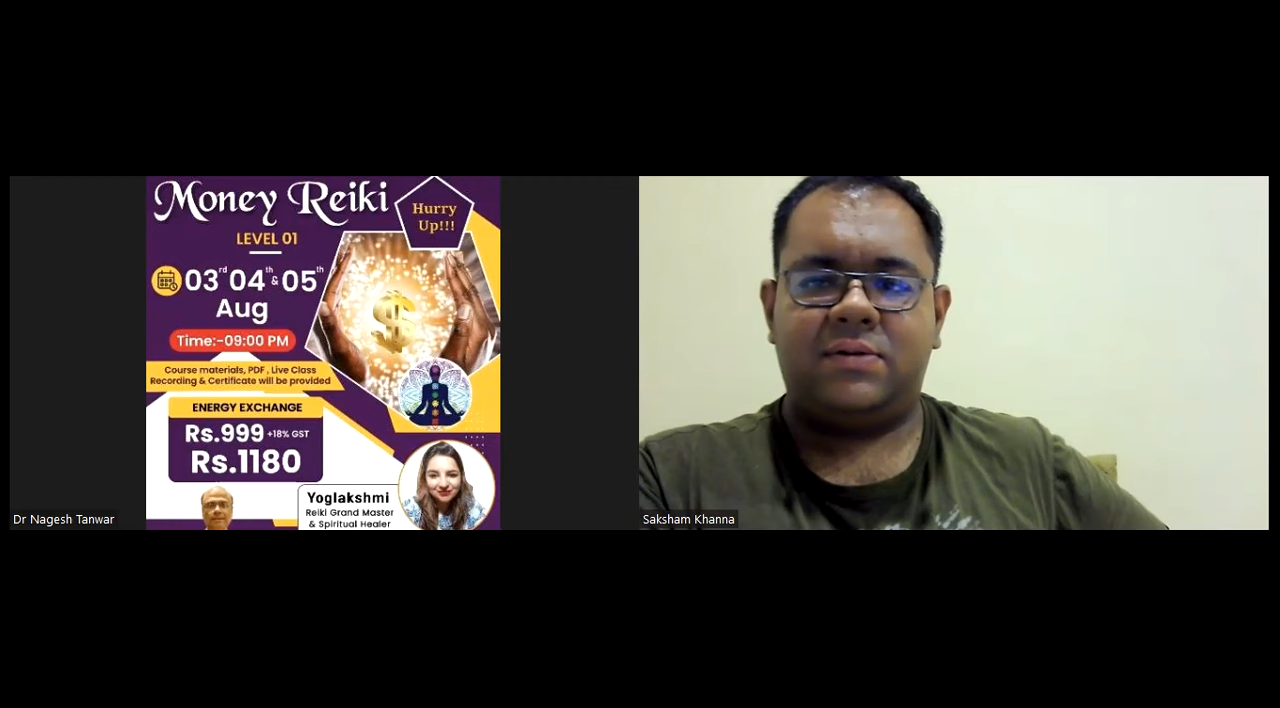 Money Reiki
Hurry
Up!!!
LEVEL 01
03rd 04th & 05th
Aug
Time:-09:00 PM
Course materials, PDF , Live Class
Recording & Certificate will be provided
ENERGY EXCHANGE
Rs.999 +18% GST
Rs.1180
Yoglakshmi
Reiki Grand Master
& Spiritual Healer
Dr Nagesh Tanwar
Saksham Khanna